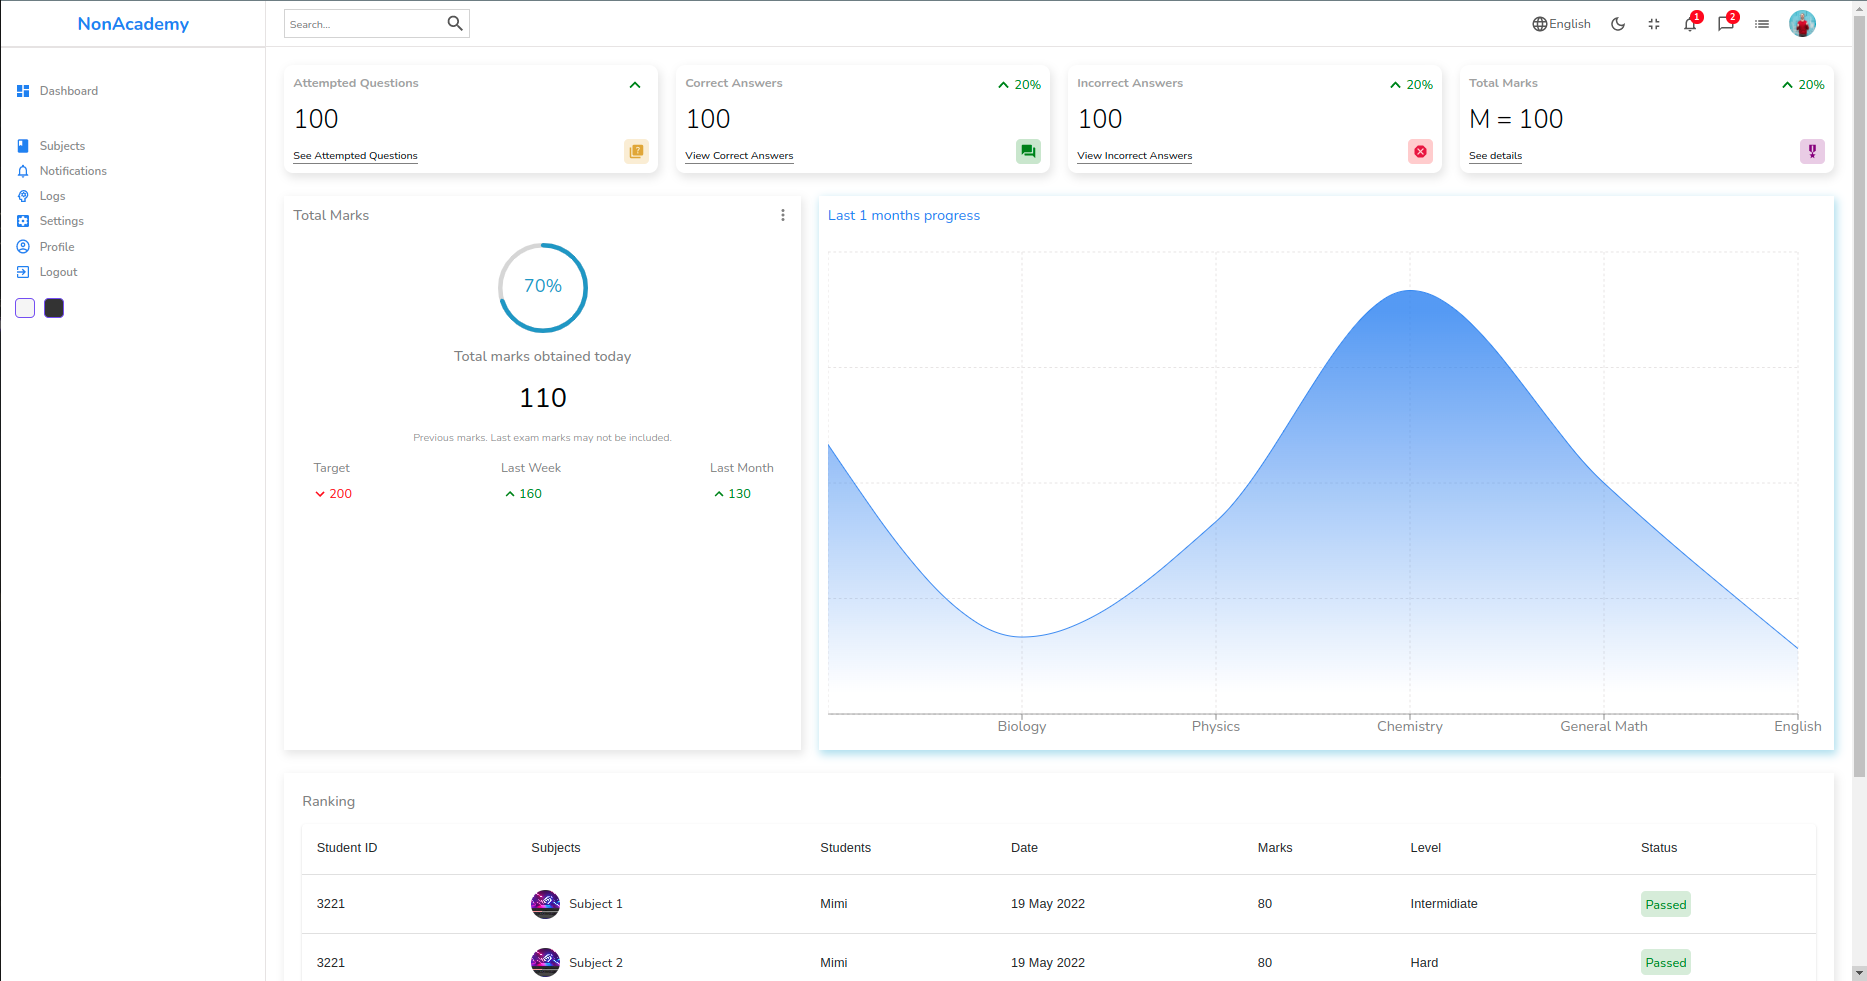 NonAcademy
Search...
English
1
2
Dashboard
Subjects
Notifications
Logs
Settings
Profile
Logout
Attempted Questions
100
See Attempted Questions
Correct Answers
20%
100
View Correct Answers
Incorrect Answers
20%
100
View Incorrect Answers
Total Marks
20%
M = 100
See details
Total Marks
70%
Total marks obtained today
110
Previous marks. Last exam marks may not be included.
Target Last Week Last Month
200 160 130
Last 1 months progress
Biology Physics Chemistry General Math English
Ranking
Student ID Subjects Students Date Marks Level Status
3221 Subject 1 Mimi 19 May 2022 80 Intermidiate Passed
3221 Subject 2 Mimi 19 May 2022 80 Hard Passed